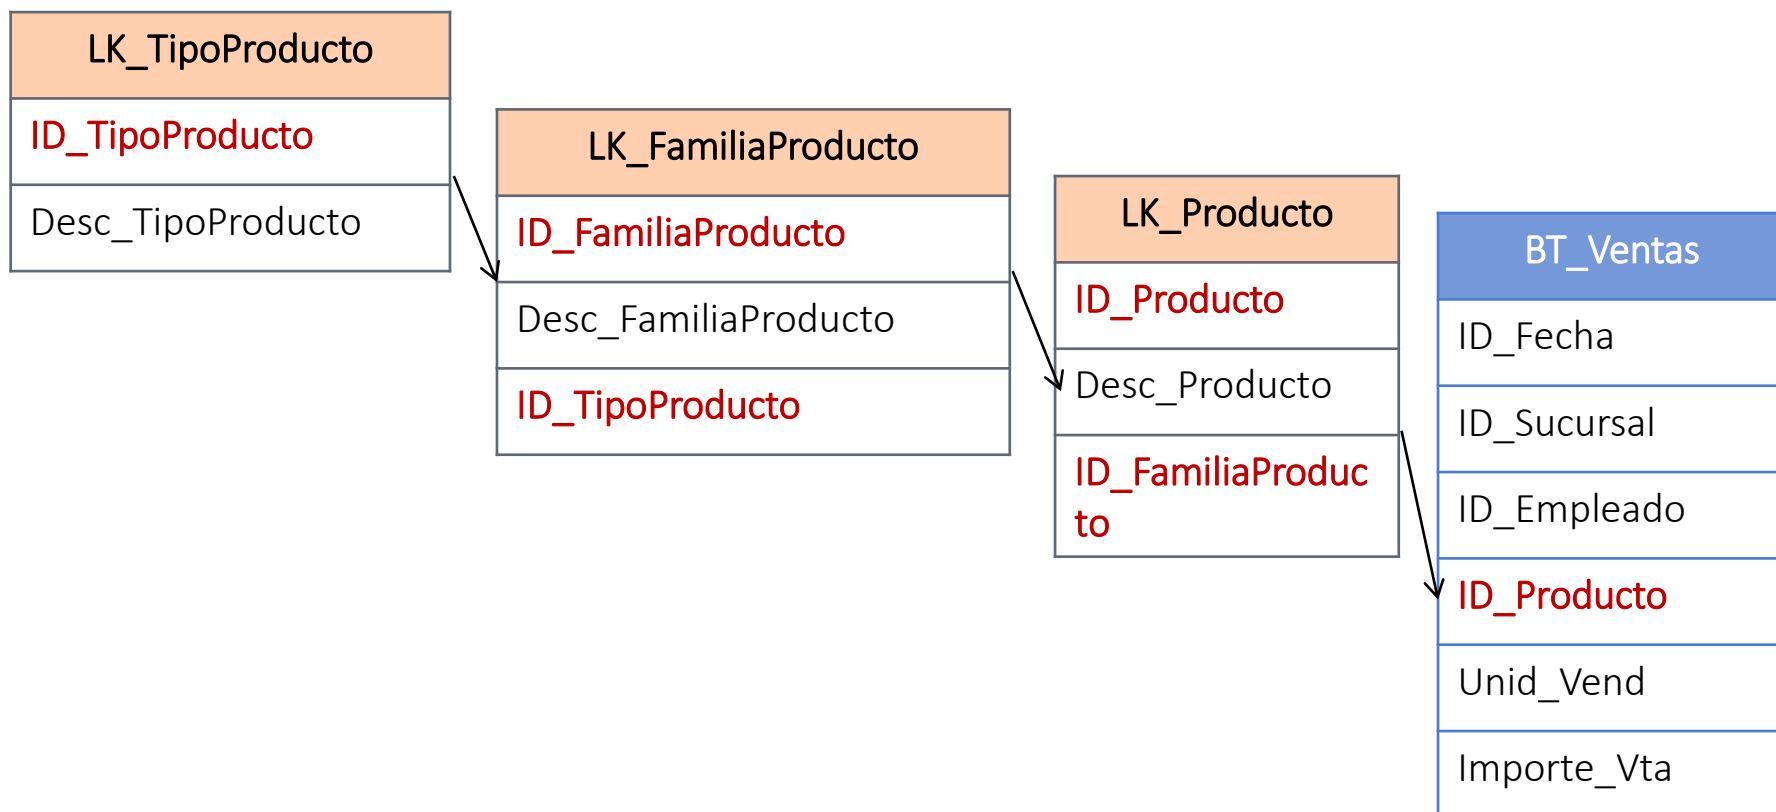 LK_TipoProducto
ID_TipoProducto
Desc_TipoProducto
LK_FamiliaProducto
ID_FamiliaProducto
Desc_FamiliaProducto
ID_TipoProducto
LK_Producto
ID_Producto
Desc_Producto
ID_FamiliaProduc
to
BT_Ventas
ID_Fecha
ID_Sucursal
ID_Empleado
ID_Producto
Unid_Vend
Importe_Vta